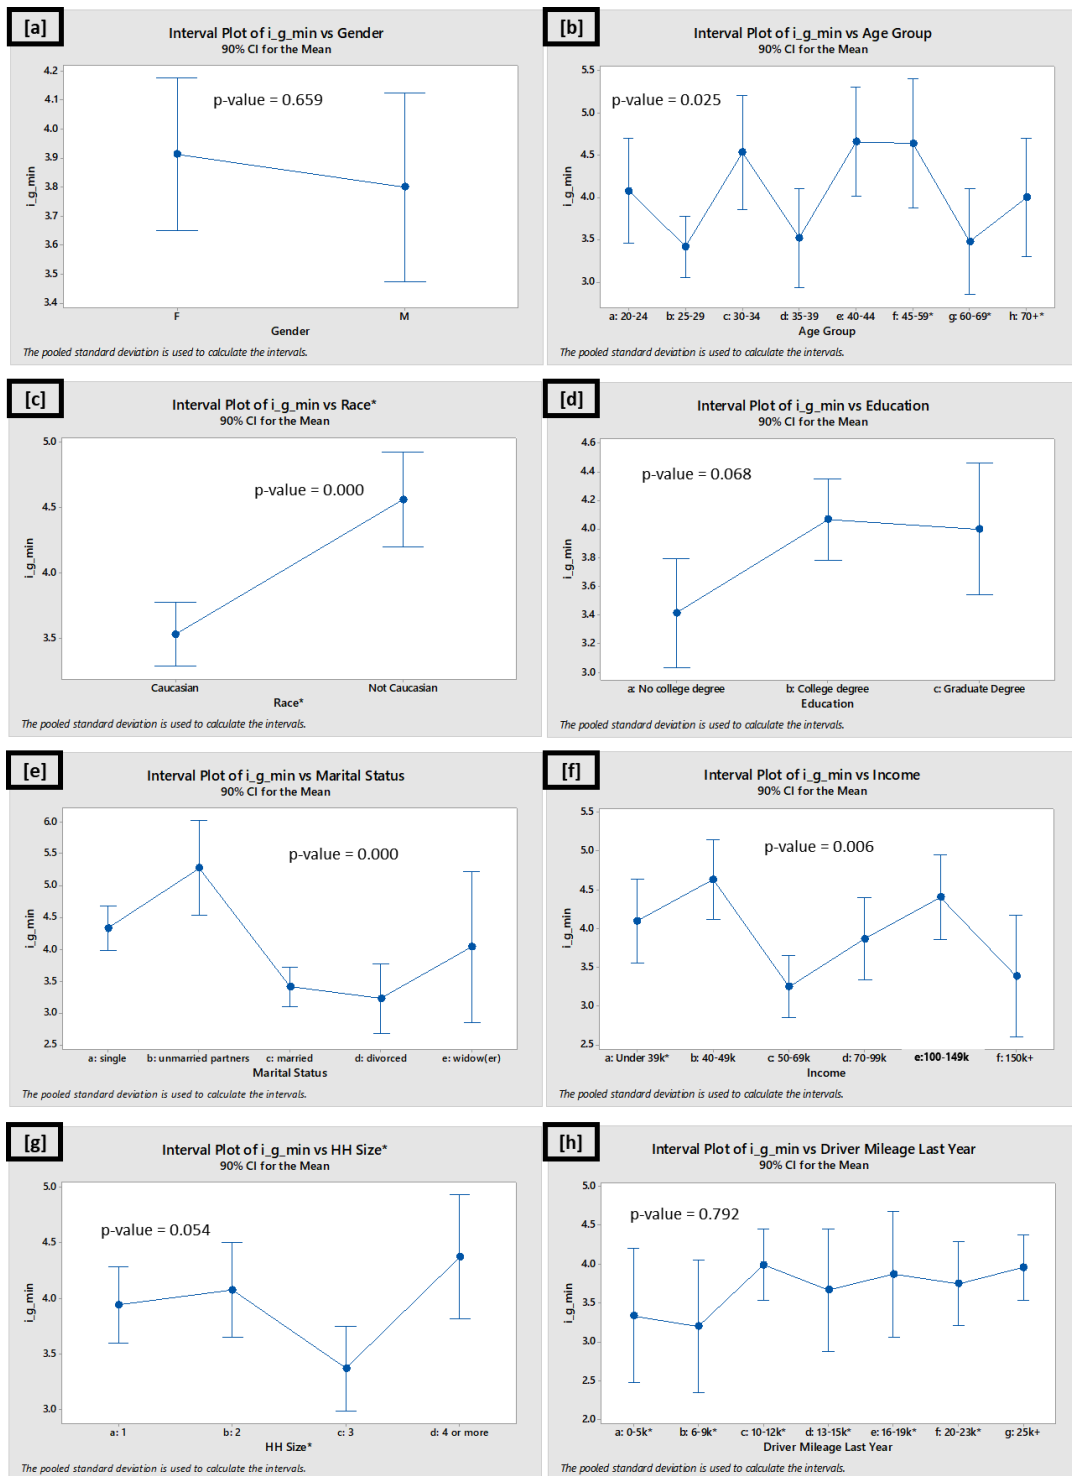 [a]
Interval Plot of i_g_min vs Gender
90% CI for the Mean
p-value = 0.659
4.2
4.1
4.0
3.9
3.8
3.7
3.6
3.5
3.4
i_g_min
F M
Gender
The pooled standard deviation is used to calculate the intervals.
[b]
Interval Plot of i_g_min vs Age Group
90% CI for the Mean
p-value = 0.025
5.5
5.0
4.5
4.0
3.5
3.0
i_g_min
a: 20-24 b: 25-29 c: 30-34 d: 35-39 e: 40-44 f: 45-59* g: 60-69* h: 70+*
Age Group
The pooled standard deviation is used to calculate the intervals.
[c]
Interval Plot of i_g_min vs Race*
90% CI for the Mean
p-value = 0.000
5.0
4.5
4.0
3.5
i_g_min
Caucasian Not Caucasian
Race*
The pooled standard deviation is used to calculate the intervals.
[d]
Interval Plot of i_g_min vs Education
90% CI for the Mean
p-value = 0.068
4.6
4.4
4.2
4.0
3.8
3.6
3.4
3.2
3.0
i_g_min
a: No college degree b: College degree c: Graduate Degree
Education
The pooled standard deviation is used to calculate the intervals.
[e]
Interval Plot of i_g_min vs Marital Status
90% CI for the Mean
p-value = 0.000
6.0
5.5
5.0
4.5
4.0
3.5
3.0
2.5
i_g_min
a: single b: unmarried partners c: married d: divorced e: widow(er)
Marital Status
The pooled standard deviation is used to calculate the intervals.
[f]
Interval Plot of i_g_min vs Income
90% CI for the Mean
p-value = 0.006
5.5
5.0
4.5
4.0
3.5
3.0
2.5
i_g_min
a: Under 39k* b: 40-49k c: 50-69k d: 70-99k e:100-149k f: 150k+
Income
The pooled standard deviation is used to calculate the intervals.
[g]
Interval Plot of i_g_min vs HH Size*
90% CI for the Mean
p-value = 0.054
5.0
4.5
4.0
3.5
3.0
i_g_min
a: 1 b: 2 c: 3 d: 4 or more
HH Size*
The pooled standard deviation is used to calculate the intervals.
[h]
Interval Plot of i_g_min vs Driver Mileage Last Year
90% CI for the Mean
p-value = 0.792
5.0
4.5
4.0
3.5
3.0
2.5
2.0
i_g_min
a: 0-5k* b: 6-9k* c: 10-12k* d: 13-15k* e: 16-19k* f: 20-23k* g: 25k+
Driver Mileage Last Year
The pooled standard deviation is used to calculate the intervals.